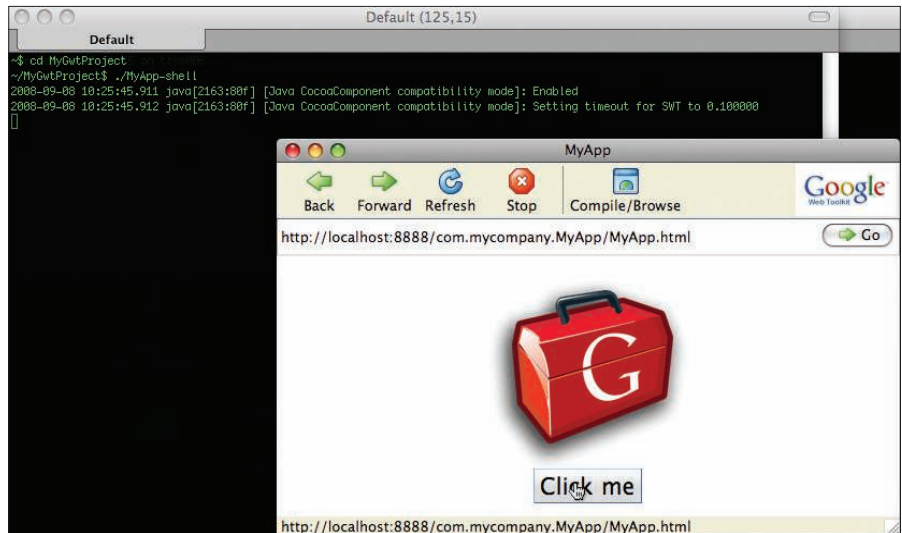 Default (125,15)
Default
~$ cd MyGwtProject
~/MyGwtProject$ ./MyApp-shell
2008-09-08 10:25:45.911 java[2163:80f] [Java CocoaComponent compatibility mode]: Enabled
2008-09-08 10:25:45.912 java[2163:80f] [Java CocoaComponent compatibility mode]: Setting timeout for SWT to 0.100000
MyApp
Back Forward Refresh Stop Compile/Browse
Google
Web Toolkit
http://localhost:8888/com.mycompany.MyApp/MyApp.html
Go
G
Click me
http://localhost:8888/com.mycompany.MyApp/MyApp.html